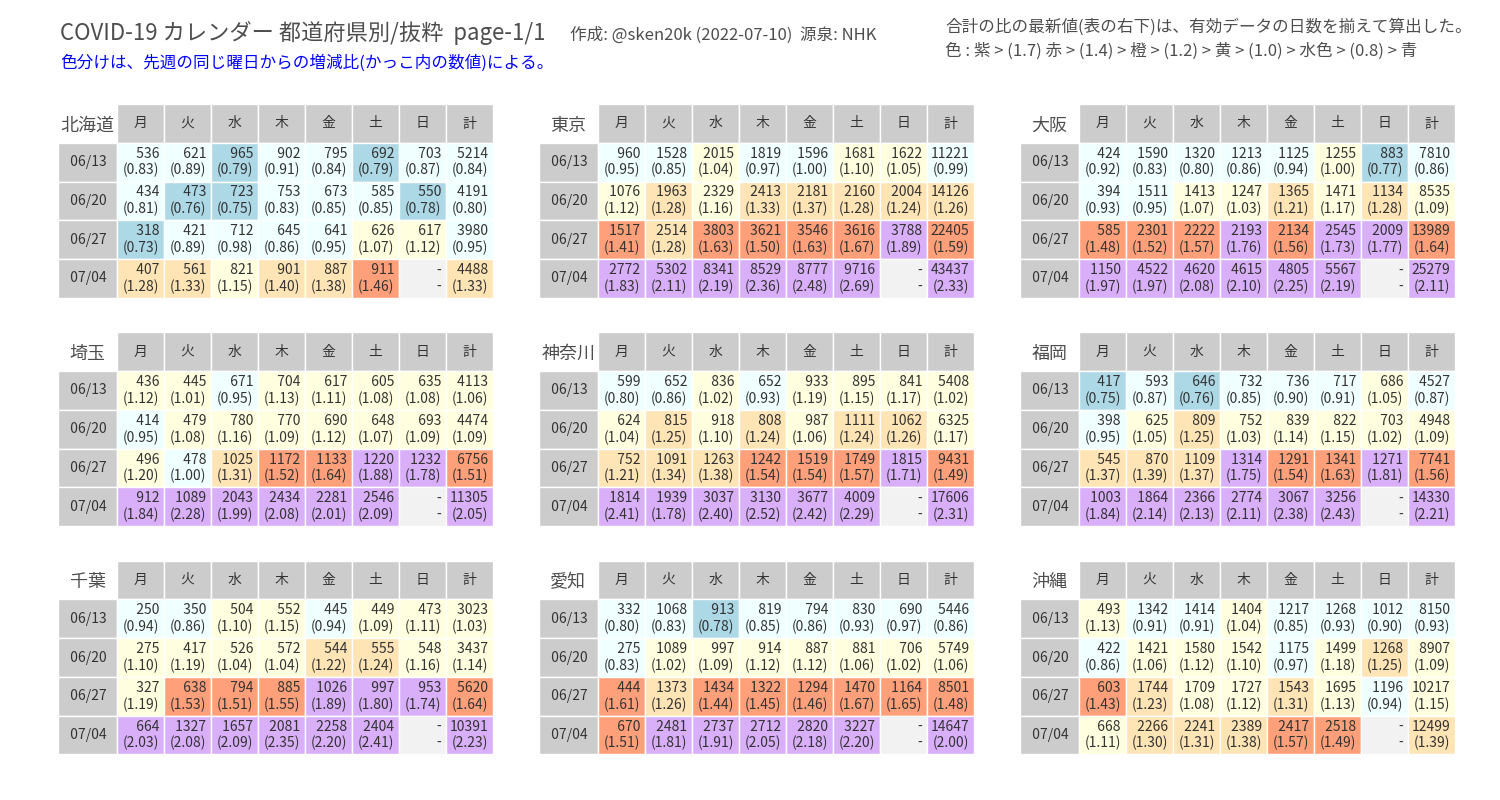 COVID-19 カレンダー 都道府県別/抜粋 page-1/1 作成: @sken20k (2022-07-10) 源泉: NHK
合計の比の最新値(表の右下)は、有効データの日数を揃えて算出した。
色 : 紫 > (1.7) 赤 > (1.4) > 橙 > (1.2) > 黄 > (1.0) > 水色 > (0.8) > 青
色分けは、先週の同じ曜日からの増減比(かっこ内の数値)による。
北海道 月 火 水 木 金 土 日 計
06/13 536 621 965 902 795 692 703 5214
(0.83) (0.89) (0.79) (0.91) (0.84) (0.79) (0.87) (0.84)
06/20 434 473 723 753 673 585 550 4191
(0.81) (0.76) (0.75) (0.83) (0.85) (0.85) (0.78) (0.80)
06/27 318 421 712 645 641 626 617 3980
(0.73) (0.89) (0.98) (0.86) (0.95) (1.07) (1.12) (0.95)
07/04 407 561 821 901 887 911 - 4488
(1.28) (1.33) (1.15) (1.40) (1.38) (1.46) - (1.33)
東京 月 火 水 木 金 土 日 計
06/13 960 1528 2015 1819 1596 1681 1622 11221
(0.95) (0.85) (1.04) (0.97) (1.00) (1.10) (1.05) (0.99)
06/20 1076 1963 2329 2413 2181 2160 2004 14126
(1.12) (1.28) (1.16) (1.33) (1.37) (1.28) (1.24) (1.26)
06/27 1517 2514 3803 3621 3546 3616 3788 22405
(1.41) (1.28) (1.63) (1.50) (1.63) (1.67) (1.89) (1.59)
07/04 2772 5302 8341 8529 8777 9716 - 43437
(1.83) (2.11) (2.19) (2.36) (2.48) (2.69) - (2.33)
大阪 月 火 水 木 金 土 日 計
06/13 424 1590 1320 1213 1125 1255 883 7810
(0.92) (0.83) (0.80) (0.86) (0.94) (1.00) (0.77) (0.86)
06/20 394 1511 1413 1247 1365 1471 1134 8535
(0.93) (0.95) (1.07) (1.03) (1.21) (1.17) (1.28) (1.09)
06/27 585 2301 2222 2193 2134 2545 2009 13989
(1.48) (1.52) (1.57) (1.76) (1.56) (1.73) (1.77) (1.64)
07/04 1150 4522 4620 4615 4805 5567 - 25279
(1.97) (1.97) (2.08) (2.10) (2.25) (2.19) - (2.11)
埼玉 月 火 水 木 金 土 日 計
06/13 436 445 671 704 617 605 635 4113
(1.12) (1.01) (0.95) (1.13) (1.11) (1.08) (1.08) (1.06)
06/20 414 479 780 770 690 648 693 4474
(0.95) (1.08) (1.16) (1.09) (1.12) (1.07) (1.09) (1.09)
06/27 496 478 1025 1172 1133 1220 1232 6756
(1.20) (1.00) (1.31) (1.52) (1.64) (1.88) (1.78) (1.51)
07/04 912 1089 2043 2434 2281 2546 - 11305
(1.84) (2.28) (1.99) (2.08) (2.01) (2.09) - (2.05)
神奈川 月 火 水 木 金 土 日 計
06/13 599 652 836 652 933 895 841 5408
(0.80) (0.86) (1.02) (0.93) (1.19) (1.15) (1.17) (1.02)
06/20 624 815 918 808 987 1111 1062 6325
(1.04) (1.25) (1.10) (1.24) (1.06) (1.24) (1.26) (1.17)
06/27 752 1091 1263 1242 1519 1749 1815 9431
(1.21) (1.34) (1.38) (1.54) (1.54) (1.57) (1.71) (1.49)
07/04 1814 1939 3037 3130 3677 4009 - 17606
(2.41) (1.78) (2.40) (2.52) (2.42) (2.29) - (2.31)
福岡 月 火 水 木 金 土 日 計
06/13 417 593 646 732 736 717 686 4527
(0.75) (0.87) (0.76) (0.85) (0.90) (0.91) (1.05) (0.87)
06/20 398 625 809 752 839 822 703 4948
(0.95) (1.05) (1.25) (1.03) (1.14) (1.15) (1.02) (1.09)
06/27 545 870 1109 1314 1291 1341 1271 7741
(1.37) (1.39) (1.37) (1.75) (1.54) (1.63) (1.81) (1.56)
07/04 1003 1864 2366 2774 3067 3256 - 14330
(1.84) (2.14) (2.13) (2.11) (2.38) (2.43) - (2.21)
千葉 月 火 水 木 金 土 日 計
06/13 250 350 504 552 445 449 473 3023
(0.94) (0.86) (1.10) (1.15) (0.94) (1.09) (1.11) (1.03)
06/20 275 417 526 572 544 555 548 3437
(1.10) (1.19) (1.04) (1.04) (1.22) (1.24) (1.16) (1.14)
06/27 327 638 794 885 1026 997 953 5620
(1.19) (1.53) (1.51) (1.55) (1.89) (1.80) (1.74) (1.64)
07/04 664 1327 1657 2081 2258 2404 - 10391
(2.03) (2.08) (2.09) (2.35) (2.20) (2.41) - (2.23)
愛知 月 火 水 木 金 土 日 計
06/13 332 1068 913 819 794 830 690 5446
(0.80) (0.83) (0.78) (0.85) (0.86) (0.93) (0.97) (0.86)
06/20 275 1089 997 914 887 881 706 5749
(0.83) (1.02) (1.09) (1.12) (1.12) (1.06) (1.02) (1.06)
06/27 444 1373 1434 1322 1294 1470 1164 8501
(1.61) (1.26) (1.44) (1.45) (1.46) (1.67) (1.65) (1.48)
07/04 670 2481 2737 2712 2820 3227 - 14647
(1.51) (1.81) (1.91) (2.05) (2.18) (2.20) - (2.00)
沖縄 月 火 水 木 金 土 日 計
06/13 493 1342 1414 1404 1217 1268 1012 8150
(1.13) (0.91) (0.91) (1.04) (0.85) (0.93) (0.90) (0.93)
06/20 422 1421 1580 1542 1175 1499 1268 8907
(0.86) (1.06) (1.12) (1.10) (0.97) (1.18) (1.25) (1.09)
06/27 603 1744 1709 1727 1543 1695 1196 10217
(1.43) (1.23) (1.08) (1.12) (1.31) (1.13) (0.94) (1.15)
07/04 668 2266 2241 2389 2417 2518 - 12499
(1.11) (1.30) (1.31) (1.38) (1.57) (1.49) - (1.39)